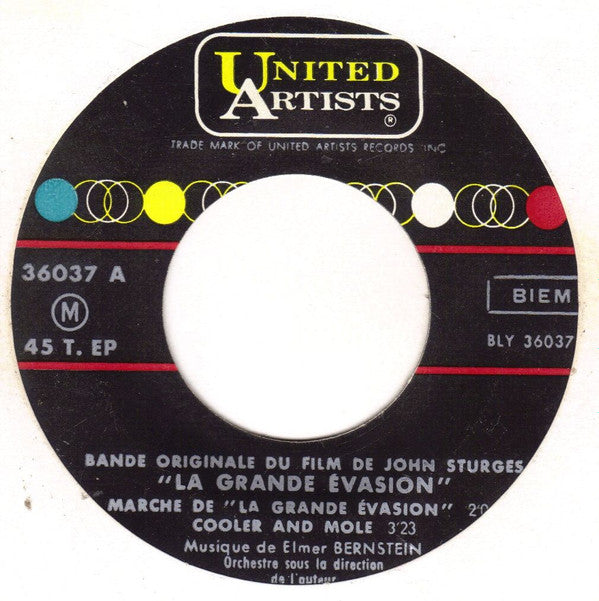 UNITED
ARTISTS
®
TRADE MARK OF UNITED ARTISTS RECORDS INC
36037 A
M
45 T. EP
BIEM
BLY 36037
BANDE ORIGINALE DU FILM DE JOHN STURGES
"LA GRANDE ÉVASION"
MARCHE DE "LA GRANDE ÉVASION"
COOLER AND MOLE 3'23
Musique de Elmer BERNSTEIN
Orchestre sous la direction
de l'auteur